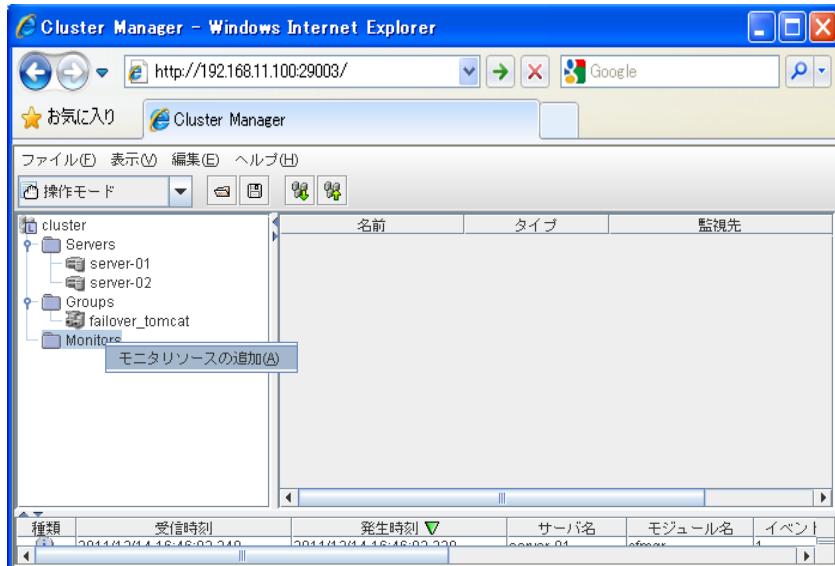 Cluster Manager - Windows Internet Explorer
http://192.168.11.100:29003/
Google
お気に入り
Cluster Manager
ファイル(F) 表示(V) 編集(E) ヘルプ(H)
操作モード
cluster
名前 タイプ 監視先
Servers
server-01
server-02
Groups
failover_tomcat
Monitors
モニタリソースの追加(A)
種類 受信時刻 発生時刻 サーバ名 モジュール名 イベント